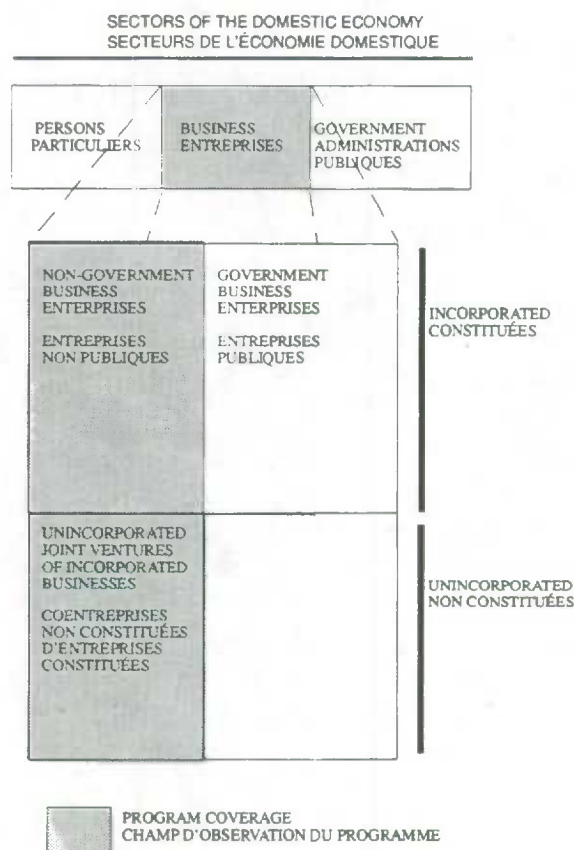 SECTORS OF THE DOMESTIC ECONOMY
SECTEURS DE L'ÉCONOMIE DOMESTIQUE
PERSONS
PARTICULIERS
BUSINESS
ENTREPRISES
GOVERNMENT
ADMINISTRATIONS
PUBLIQUES
NON-GOVERNMENT
BUSINESS
ENTERPRISES
ENTREPRISES
NON PUBLIQUES
GOVERNMENT
BUSINESS
ENTERPRISES
ENTREPRISES
PUBLIQUES
INCORPORATED
CONSTITUÉES
UNINCORPORATED
JOINT VENTURES
OF INCORPORATED
BUSINESSES
COENTREPRISES
NON CONSTITUÉES
D'ENTREPRISES
CONSTITUÉES
UNINCORPORATED
NON CONSTITUÉES
PROGRAM COVERAGE
CHAMP D'OBSERVATION DU PROGRAMME